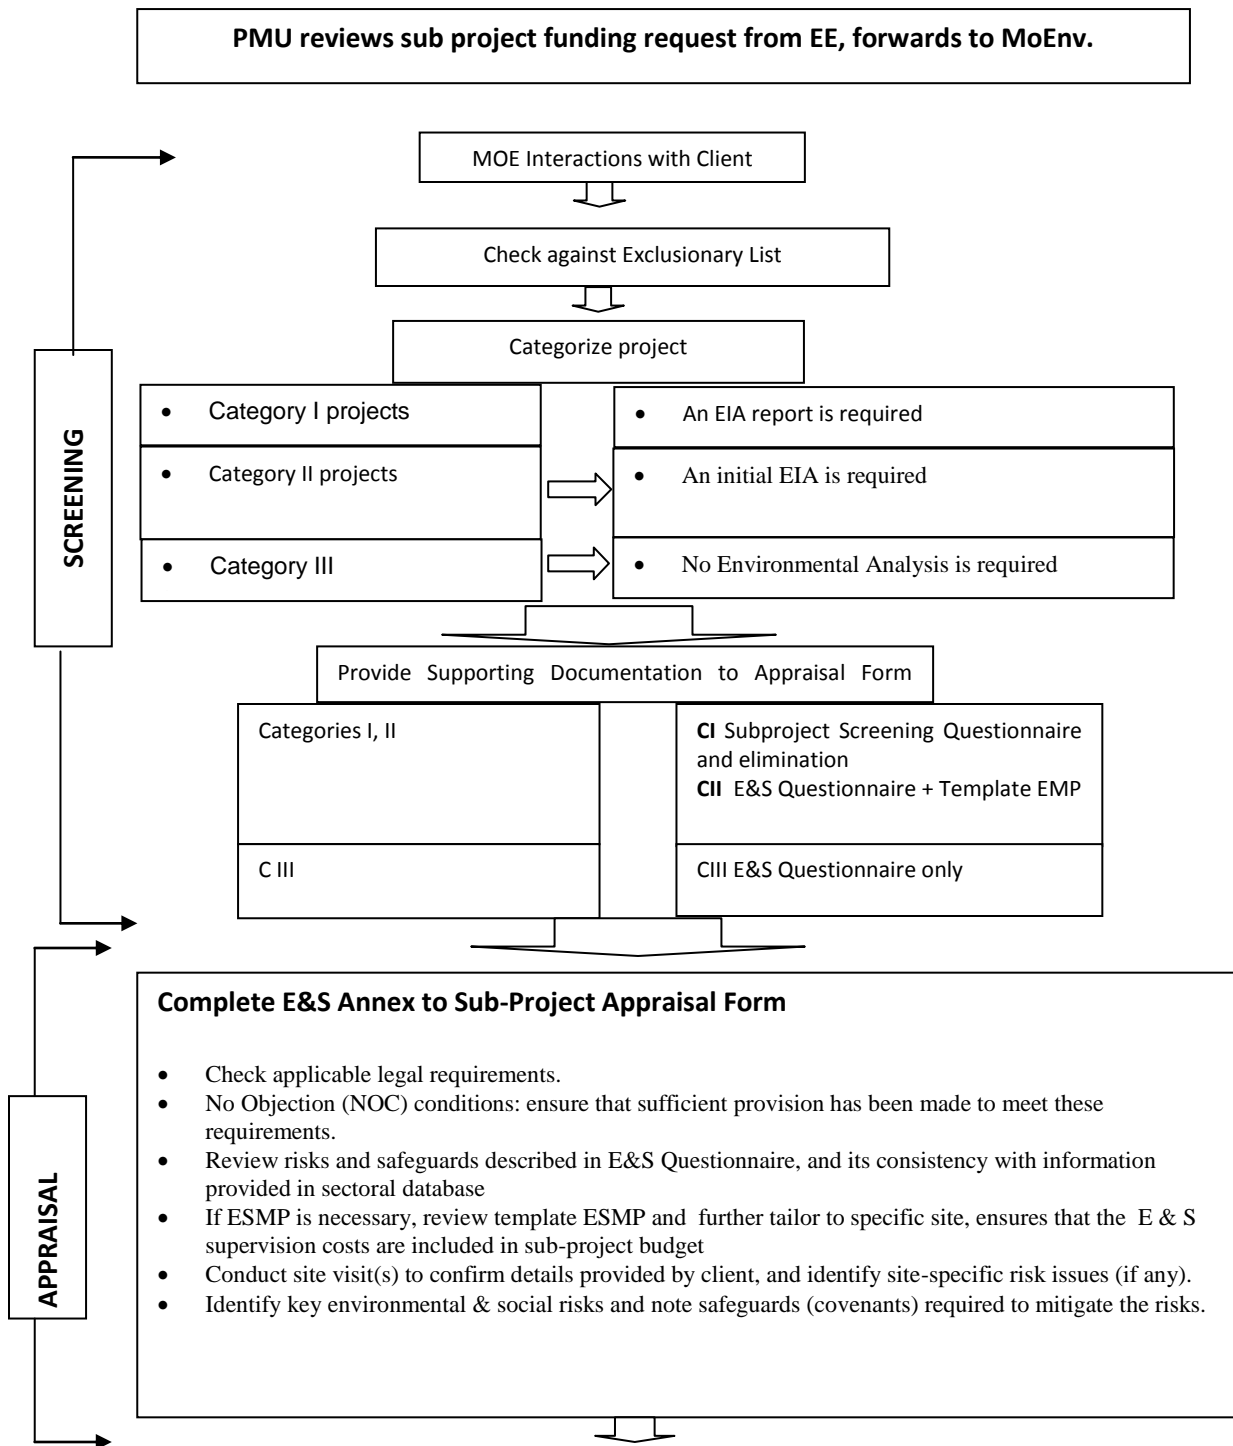 PMU reviews sub project funding request from EE, forwards to MoEnv.
MOE Interactions with Client
Check against Exclusionary List
Categorize project
• Category I projects
• An EIA report is required
• Category II projects
• An initial EIA is required
• Category III
• No Environmental Analysis is required
SCREENING
Provide Supporting Documentation to Appraisal Form
Categories I, II
CI Subproject Screening Questionnaire
and elimination
CII E&S Questionnaire + Template EMP
C III
CIII E&S Questionnaire only
Complete E&S Annex to Sub-Project Appraisal Form
• Check applicable legal requirements.
• No Objection (NOC) conditions: ensure that sufficient provision has been made to meet these
requirements.
• Review risks and safeguards described in E&S Questionnaire, and its consistency with information
provided in sectoral database
• If ESMP is necessary, review template ESMP and further tailor to specific site, ensures that the E & S
supervision costs are included in sub-project budget
• Conduct site visit(s) to confirm details provided by client, and identify site-specific risk issues (if any).
• Identify key environmental & social risks and note safeguards (covenants) required to mitigate the risks.
APPRAISAL